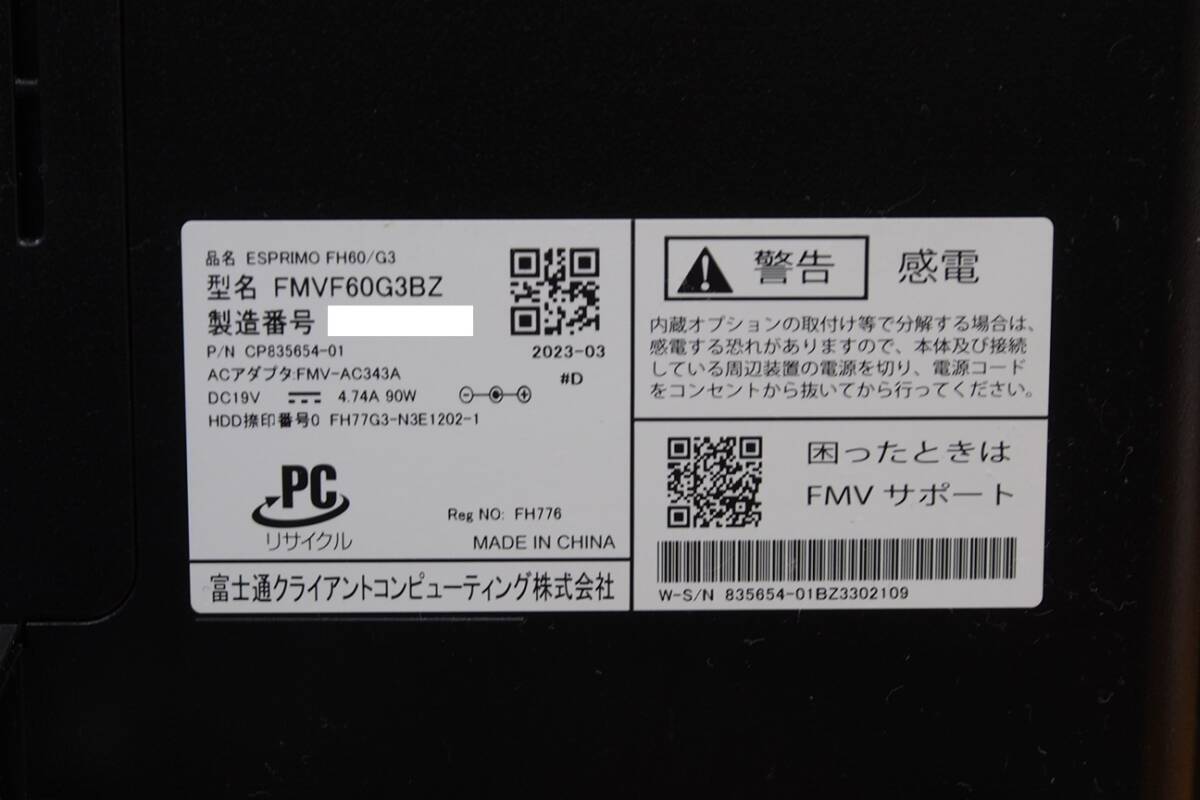 品名 ESPRIMO FH60/G3
型名 FMVF60G3BZ
製造番号
P/N CP835654-01
2023-03
ACアダプタ:FMV-AC343A
#D
DC19V 4.74A 90W
HDD捺印番号0 FH77G3-N3E1202-1
PC
リサイクル
Reg NO: FH776
MADE IN CHINA
富士通クライアントコンピューティング株式会社
警告 感電
内蔵オプションの取付け等で分解する場合は、
感電する恐れがありますので、本体及び接続
している周辺装置の電源を切り、電源コード
をコンセントから抜いてから行ってください。
困ったときは
FMV サポート
W-S/N 835654-01BZ3302109